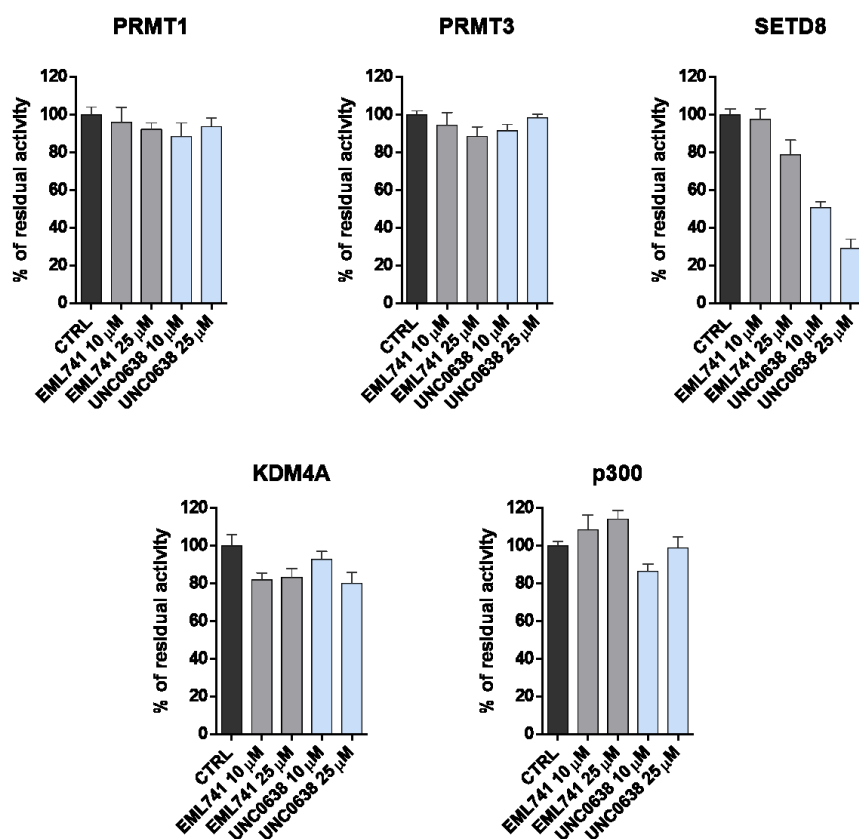 PRMT1
% of residual activity
120
100
80
60
40
20
0
CTRL
EML741 10 µM
EML741 25 µM
UNC0638 10 µM
UNC0638 25 µM
PRMT3
% of residual activity
120
100
80
60
40
20
0
CTRL
EML741 10 µM
EML741 25 µM
UNC0638 10 µM
UNC0638 25 µM
SETD8
% of residual activity
120
100
80
60
40
20
0
CTRL
EML741 10 µM
EML741 25 µM
UNC0638 10 µM
UNC0638 25 µM
KDM4A
% of residual activity
120
100
80
60
40
20
0
CTRL
EML741 10 µM
EML741 25 µM
UNC0638 10 µM
UNC0638 25 µM
p300
% of residual activity
120
100
80
60
40
20
0
CTRL
EML741 10 µM
EML741 25 µM
UNC0638 10 µM
UNC0638 25 µM